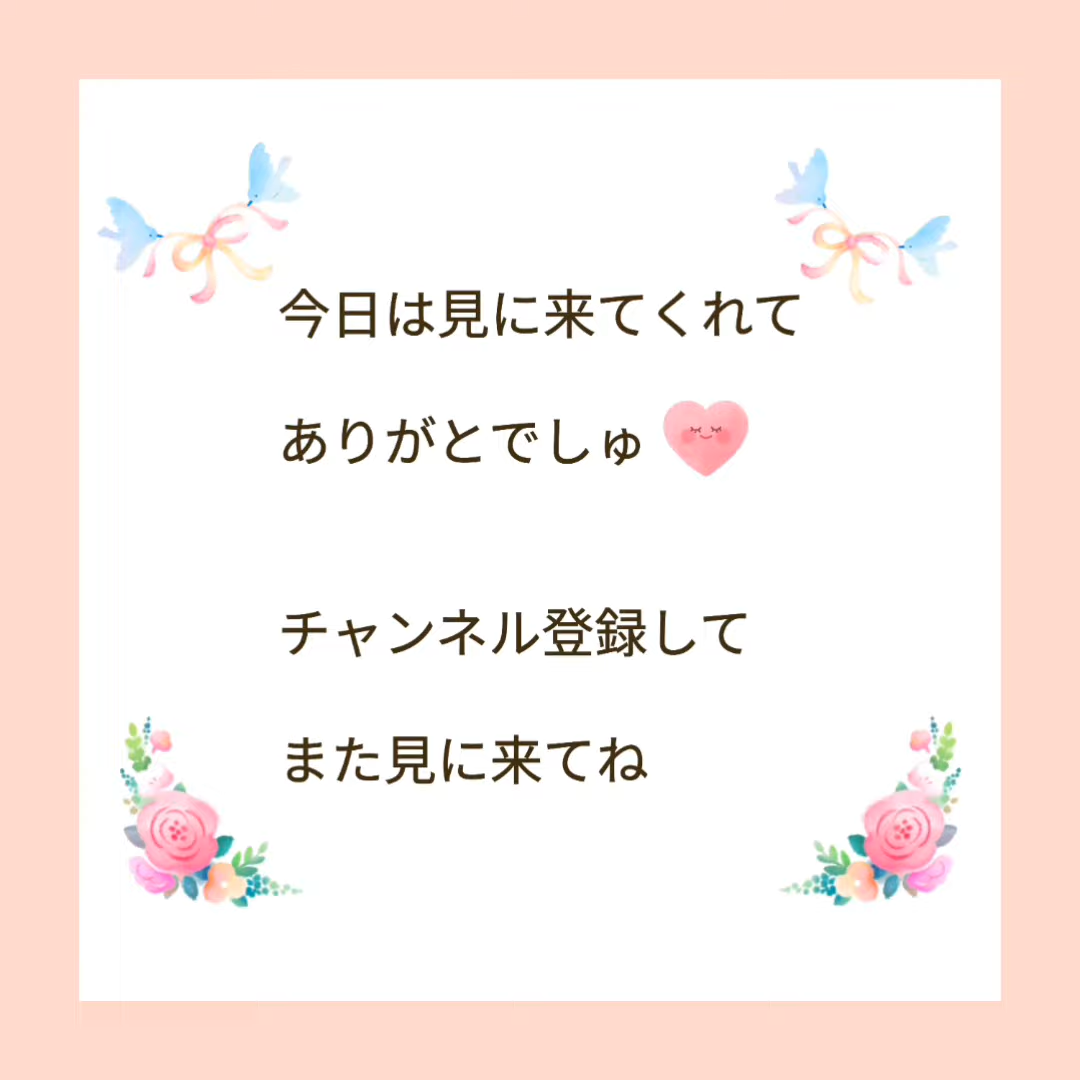 今日は見に来てくれて
ありがとでしゅ
チャンネル登録して
また見に来てね